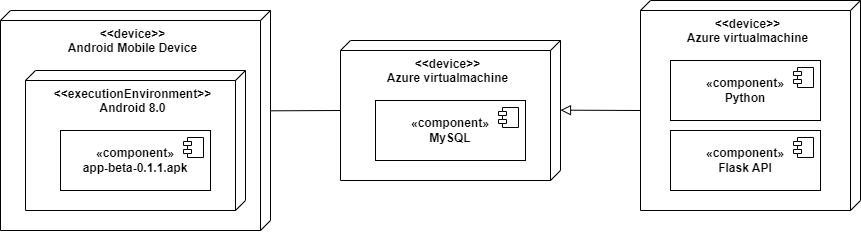 <<device>>
Android Mobile Device
<<executionEnvironment>>
Android 8.0
«component»
app-beta-0.1.1.apk
<<device>>
Azure virtualmachine
«component»
MySQL
<<device>>
Azure virtualmachine
«component»
Python
«component»
Flask API